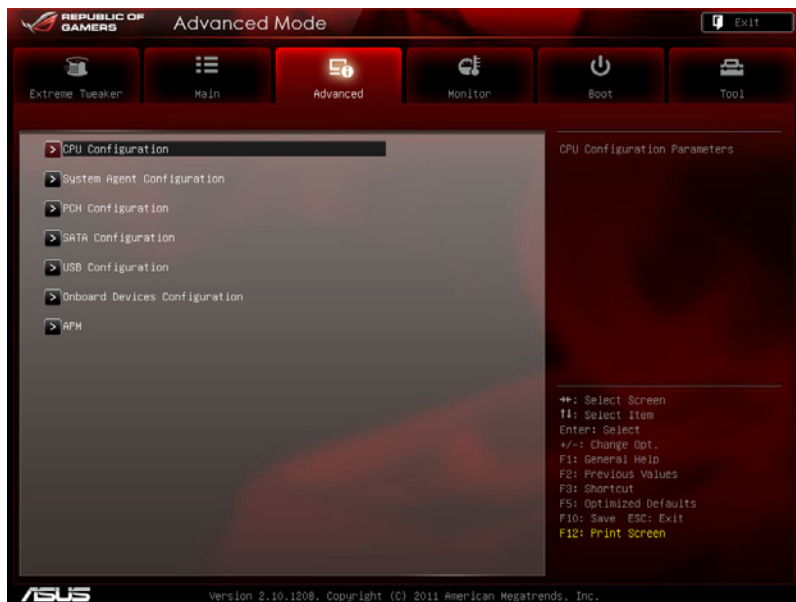 REPUBLIC OF
GAMERS
Advanced Mode
Exit
Extreme Tweaker
Main
Advanced
Monitor
Boot
Tool
> CPU Configuration
> System Agent Configuration
> PCH Configuration
> SATA Configuration
> USB Configuration
> Onboard Devices Configuration
> APM
CPU Configuration Parameters
→←: Select Screen
↑↓: Select Item
Enter: Select
+/-: Change Opt.
F1: General Help
F2: Previous Values
F3: Shortcut
F5: Optimized Defaults
F10: Save ESC: Exit
F12: Print Screen
ASUS
Version 2.10.1208. Copyright (C) 2011 American Megatrends, Inc.